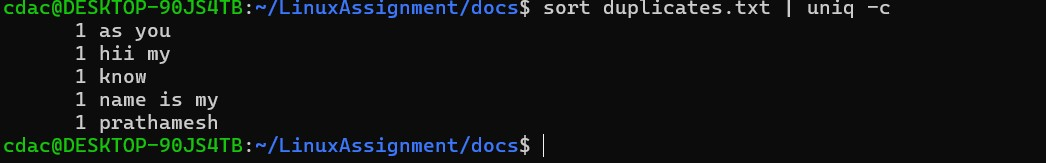 cdac@DESKTOP-90JS4TB:~/LinuxAssignment/docs$ sort duplicates.txt | uniq -c
      1 as you
      1 hii my
      1 know
      1 name is my
      1 prathamesh
cdac@DESKTOP-90JS4TB:~/LinuxAssignment/docs$